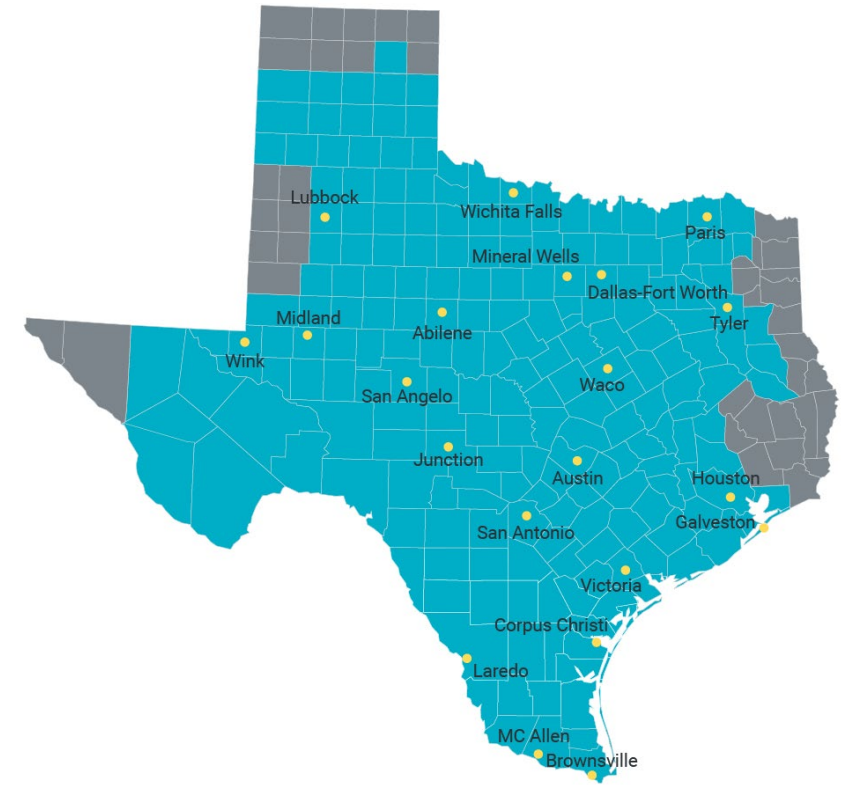 Lubbock
Wichita Falls
Paris
Mineral Wells
Dallas-Fort Worth
Midland
Abilene
Tyler
Wink
San Angelo
Waco
Junction
Austin
Houston
San Antonio
Galveston
Victoria
Corpus Christi
Laredo
MC Allen
Brownsville